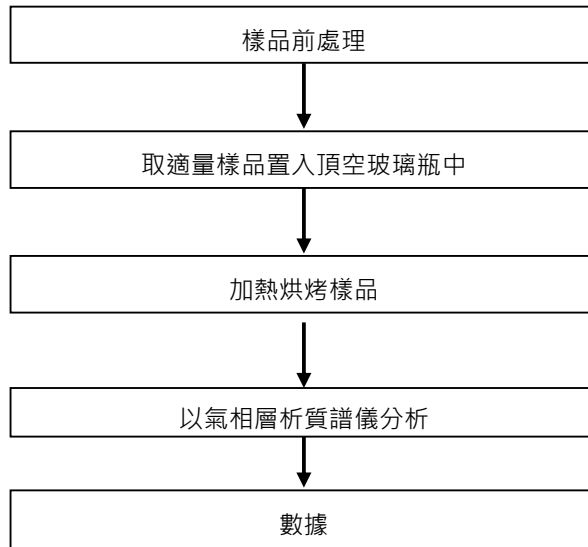 樣品前處理
取適量樣品置入頂空玻璃瓶中
加熱烘烤樣品
以氣相層析質譜儀分析
數據